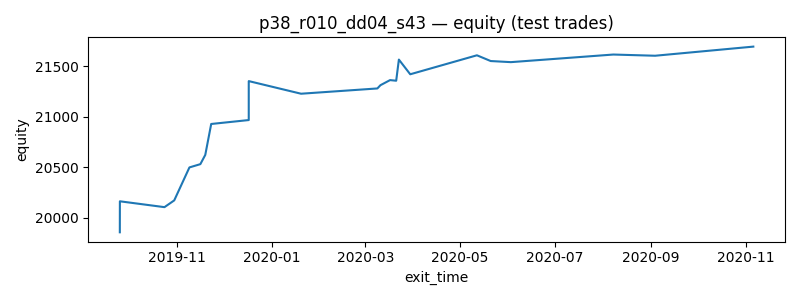 p38_r010_dd04_s43 — equity (test trades)
equity
21500
21000
20500
20000
2019-11 2020-01 2020-03 2020-05 2020-07 2020-09 2020-11
exit_time